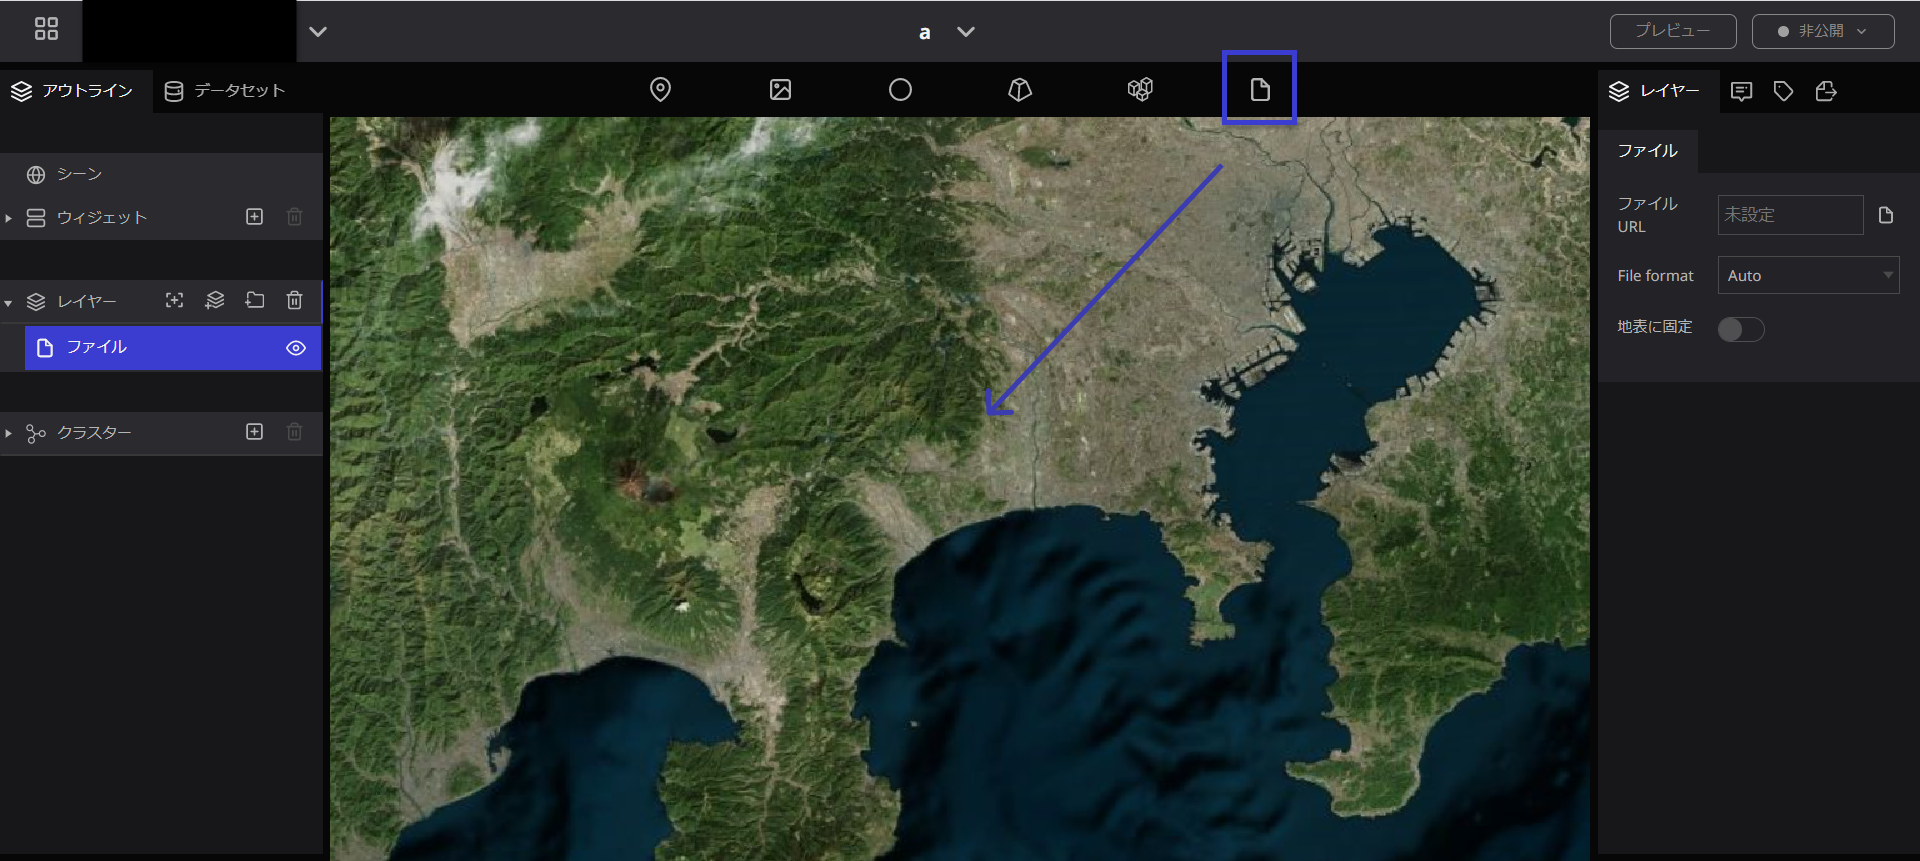 a
プレビュー
非公開
アウトライン
データセット
レイヤー
シーン
ウィジェット
レイヤー
ファイル
クラスター
ファイル
ファイル
URL
未設定
File format
Auto
地表に固定